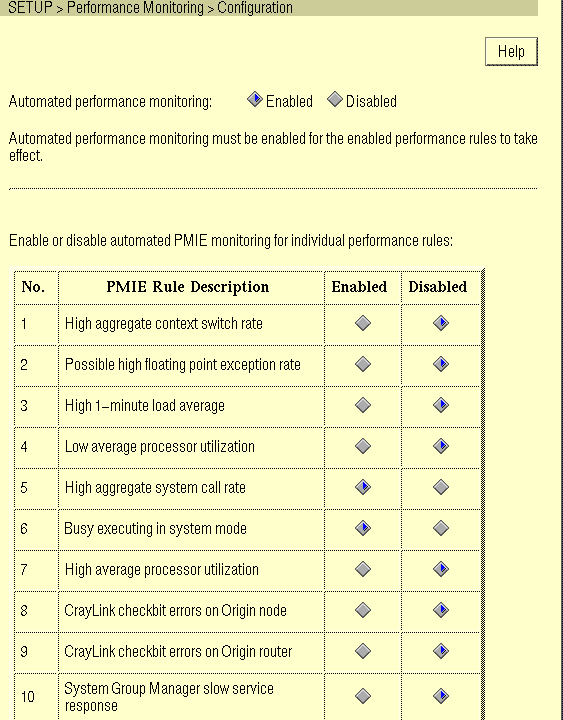 SETUP > Performance Monitoring > Configuration
Help
Automated performance monitoring: Enabled Disabled
Automated performance monitoring must be enabled for the enabled performance rules to take
effect.
Enable or disable automated PMIE monitoring for individual performance rules:
No. PMIE Rule Description Enabled Disabled
1 High aggregate context switch rate
2 Possible high floating point exception rate
3 High 1-minute load average
4 Low average processor utilization
5 High aggregate system call rate
6 Busy executing in system mode
7 High average processor utilization
8 CrayLink checkbit errors on Origin node
9 CrayLink checkbit errors on Origin router
10 System Group Manager slow service
response